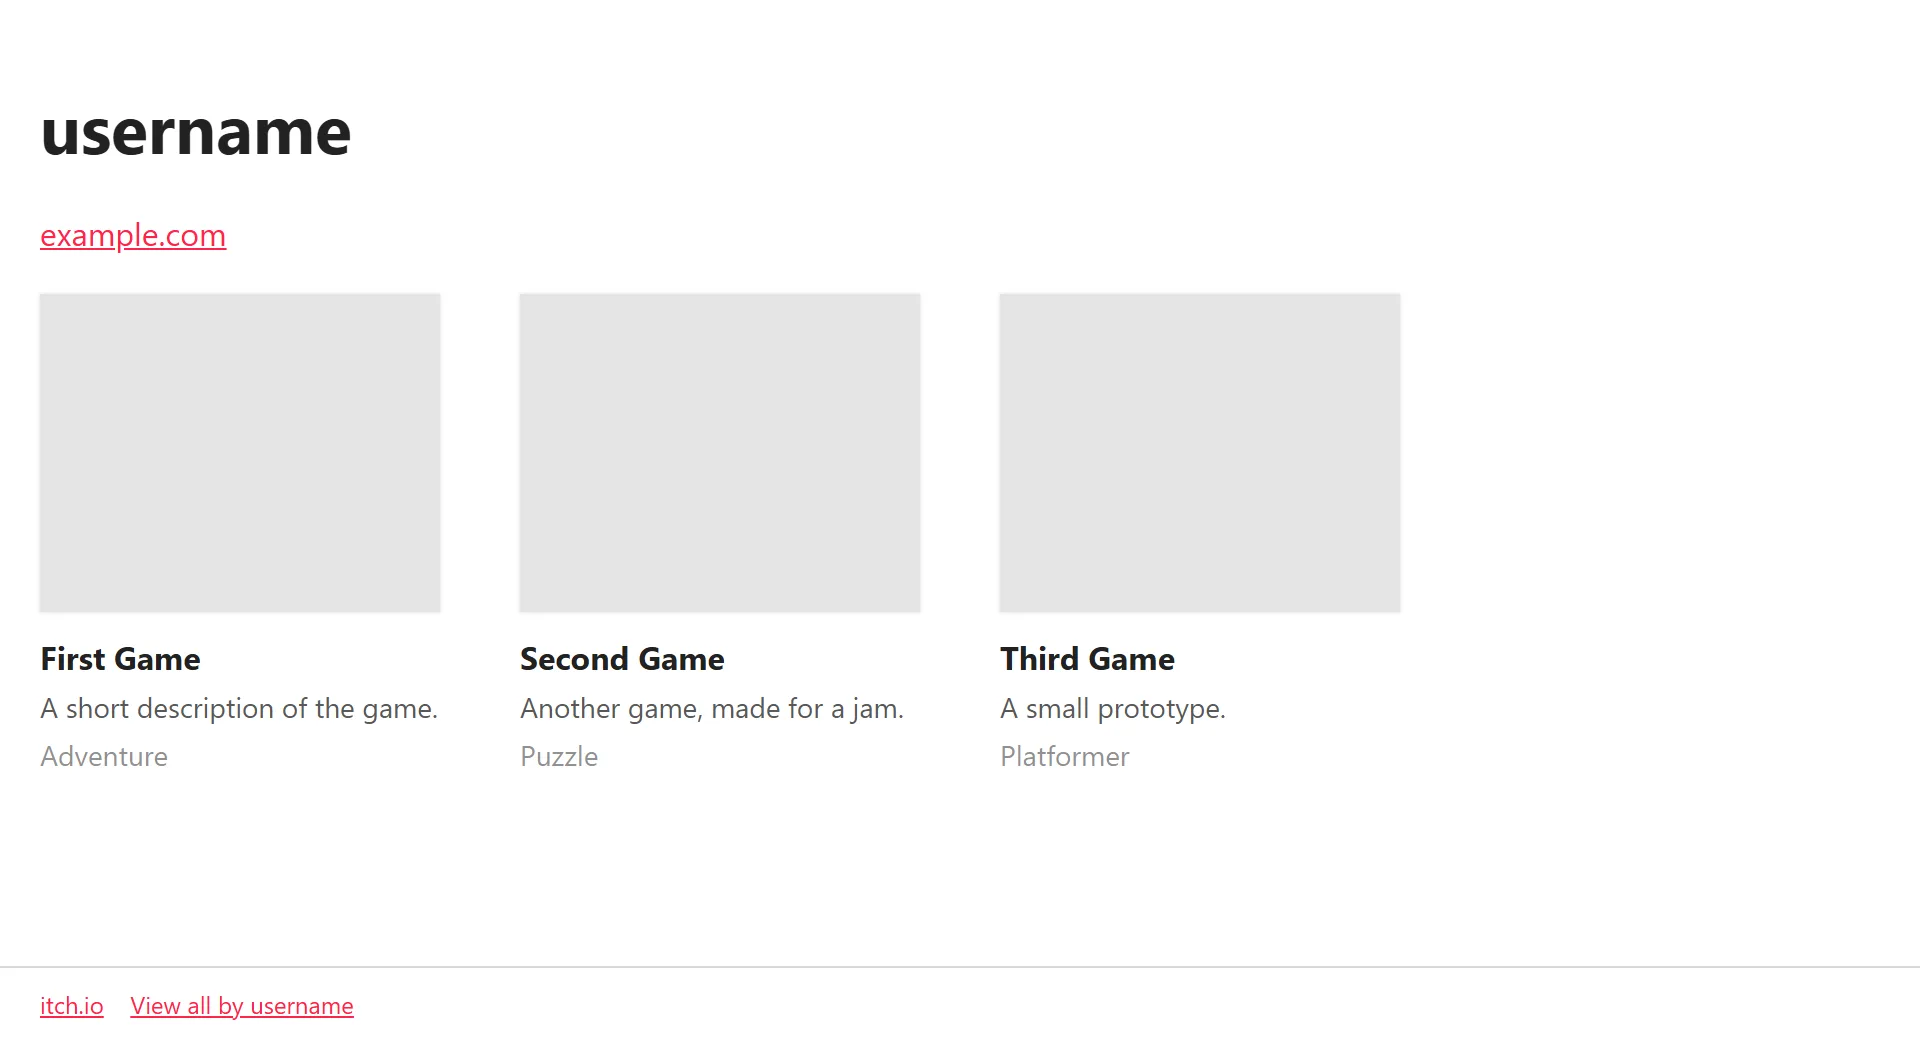 username
example.com
First Game
A short description of the game.
Adventure
Second Game
Another game, made for a jam.
Puzzle
Third Game
A small prototype.
Platformer
itch.io View all by username